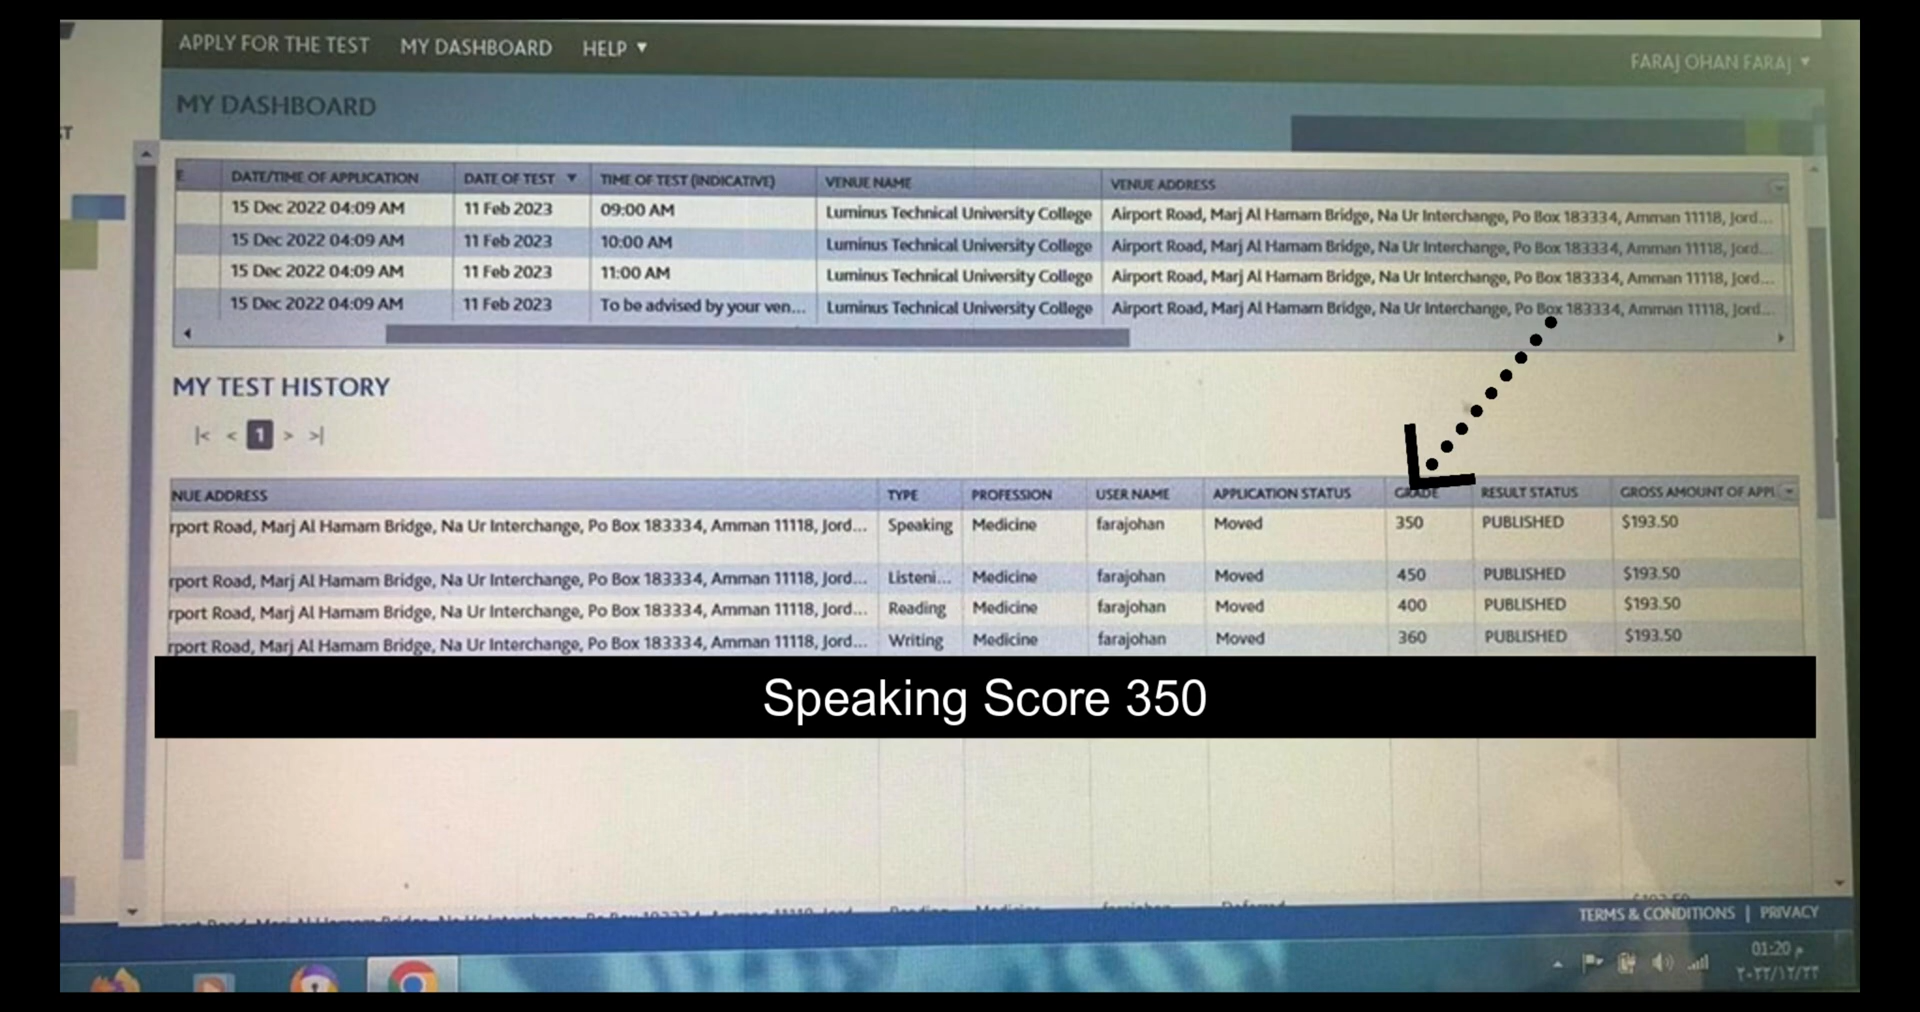 APPLY FOR THE TEST MY DASHBOARD HELP ▼ FARAJ OHAN FARAJ ▼
MY DASHBOARD
ST
E DATE/TIME OF APPLICATION DATE OF TEST ▼ TIME OF TEST (INDICATIVE) VENUE NAME VENUE ADDRESS
15 Dec 2022 04:09 AM 11 Feb 2023 09:00 AM Luminus Technical University College Airport Road, Marj Al Hamam Bridge, Na Ur Interchange, Po Box 183334, Amman 11118, Jord...
15 Dec 2022 04:09 AM 11 Feb 2023 10:00 AM Luminus Technical University College Airport Road, Marj Al Hamam Bridge, Na Ur Interchange, Po Box 183334, Amman 11118, Jord...
15 Dec 2022 04:09 AM 11 Feb 2023 11:00 AM Luminus Technical University College Airport Road, Marj Al Hamam Bridge, Na Ur Interchange, Po Box 183334, Amman 11118, Jord...
15 Dec 2022 04:09 AM 11 Feb 2023 To be advised by your ven... Luminus Technical University College Airport Road, Marj Al Hamam Bridge, Na Ur Interchange, Po Box 183334, Amman 11118, Jord...
MY TEST HISTORY
|< < 1 > >|
NUE ADDRESS TYPE PROFESSION USER NAME APPLICATION STATUS GRADE RESULT STATUS GROSS AMOUNT OF APPL
rport Road, Marj Al Hamam Bridge, Na Ur Interchange, Po Box 183334, Amman 11118, Jord... Speaking Medicine farajohan Moved 350 PUBLISHED $193.50
rport Road, Marj Al Hamam Bridge, Na Ur Interchange, Po Box 183334, Amman 11118, Jord... Listeni... Medicine farajohan Moved 450 PUBLISHED $193.50
rport Road, Marj Al Hamam Bridge, Na Ur Interchange, Po Box 183334, Amman 11118, Jord... Reading Medicine farajohan Moved 400 PUBLISHED $193.50
rport Road, Marj Al Hamam Bridge, Na Ur Interchange, Po Box 183334, Amman 11118, Jord... Writing Medicine farajohan Moved 360 PUBLISHED $193.50
Speaking Score 350
TERMS & CONDITIONS | PRIVACY
01:20 م